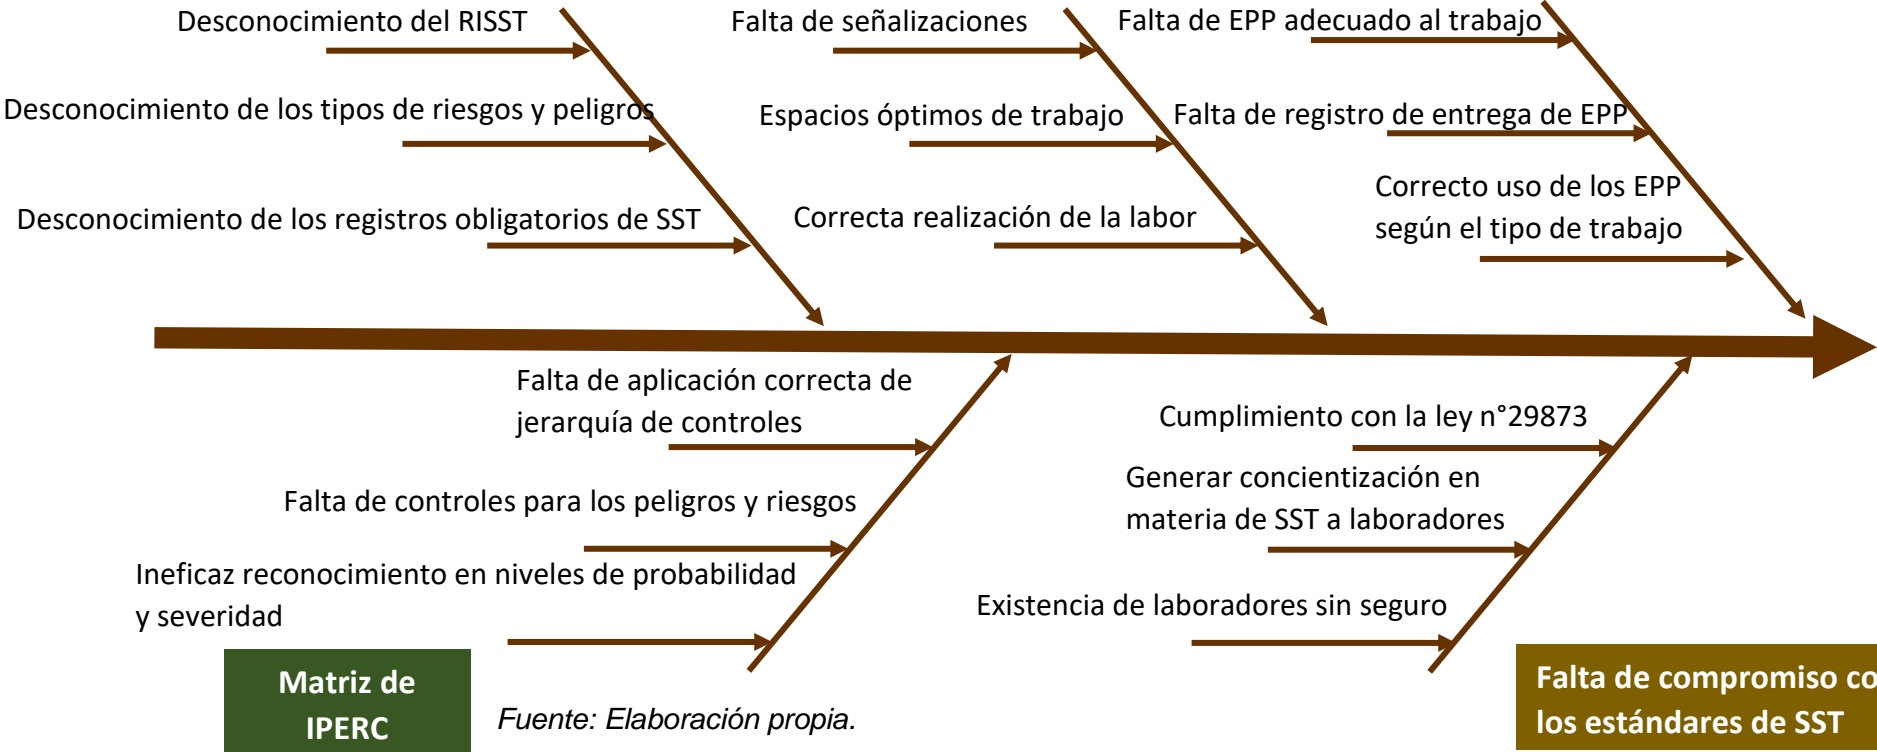 Desconocimiento del RISST
Falta de señalizaciones
Falta de EPP adecuado al trabajo
Desconocimiento de los tipos de riesgos y peligros
Espacios óptimos de trabajo
Falta de registro de entrega de EPP
Correcto uso de los EPP
según el tipo de trabajo
Desconocimiento de los registros obligatorios de SST
Correcta realización de la labor
Falta de aplicación correcta de
jerarquía de controles
Cumplimiento con la ley n°29873
Falta de controles para los peligros y riesgos
Generar concientización en
materia de SST a laboradores
Ineficaz reconocimiento en niveles de probabilidad
y severidad
Existencia de laboradores sin seguro
Matriz de
IPERC
Fuente: Elaboración propia.
Falta de compromiso co
los estándares de SST